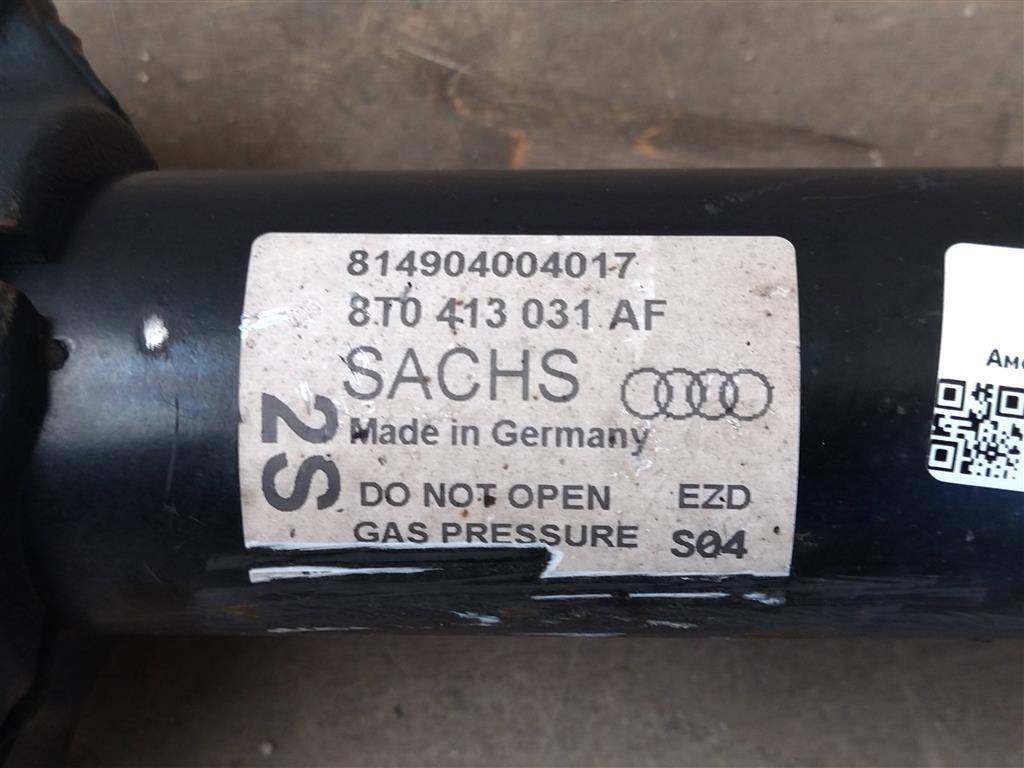 814904004017
8T0 413 031 AF
SACHS
Made in Germany
2S
DO NOT OPEN EZD
GAS PRESSURE S04